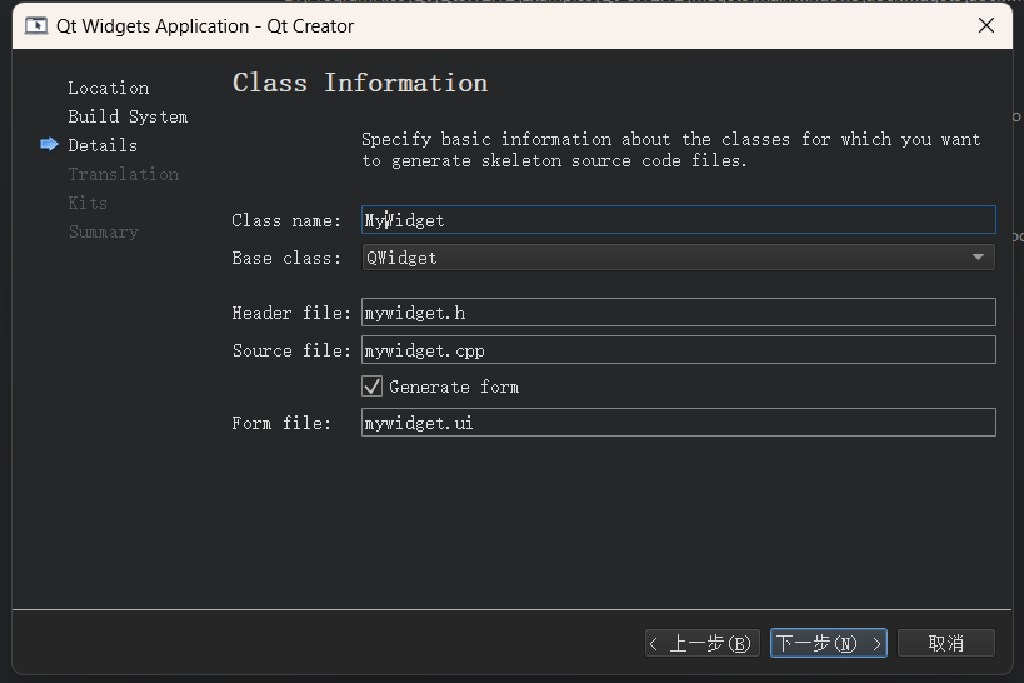 Qt Widgets Application - Qt Creator
Location
Build System
Details
Translation
Kits
Summary
Class Information
Specify basic information about the classes for which you want
to generate skeleton source code files.
Class name: MyWidget
Base class: QWidget
Header file: mywidget.h
Source file: mywidget.cpp
Generate form
Form file: mywidget.ui
< 上一步(B) 下一步(N) > 取消